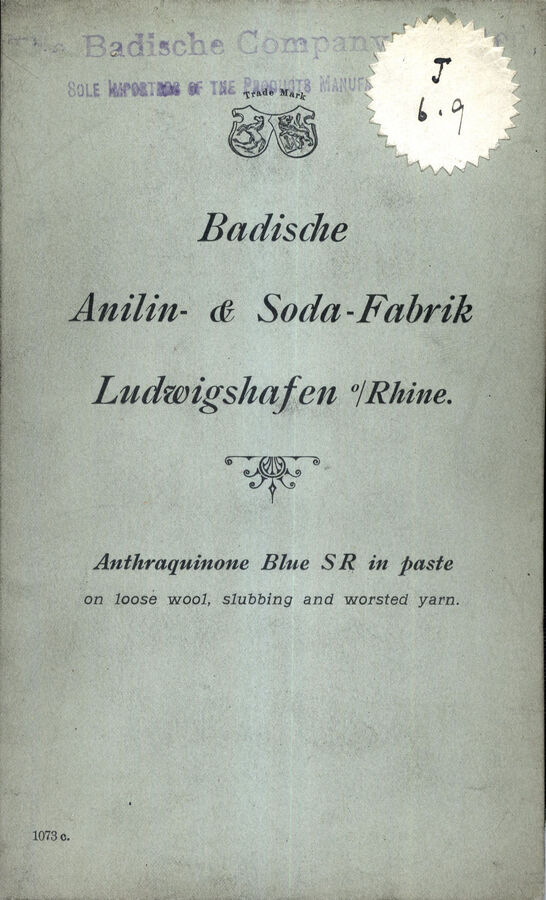 The Badische Company
SOLE IMPORTERS OF THE PRODUCTS MANUF
J
6.9
Trade Mark
Badische
Anilin- & Soda-Fabrik
Ludwigshafen o/Rhine.
Anthraquinone Blue SR in paste
on loose wool, slubbing and worsted yarn.
1073 c.